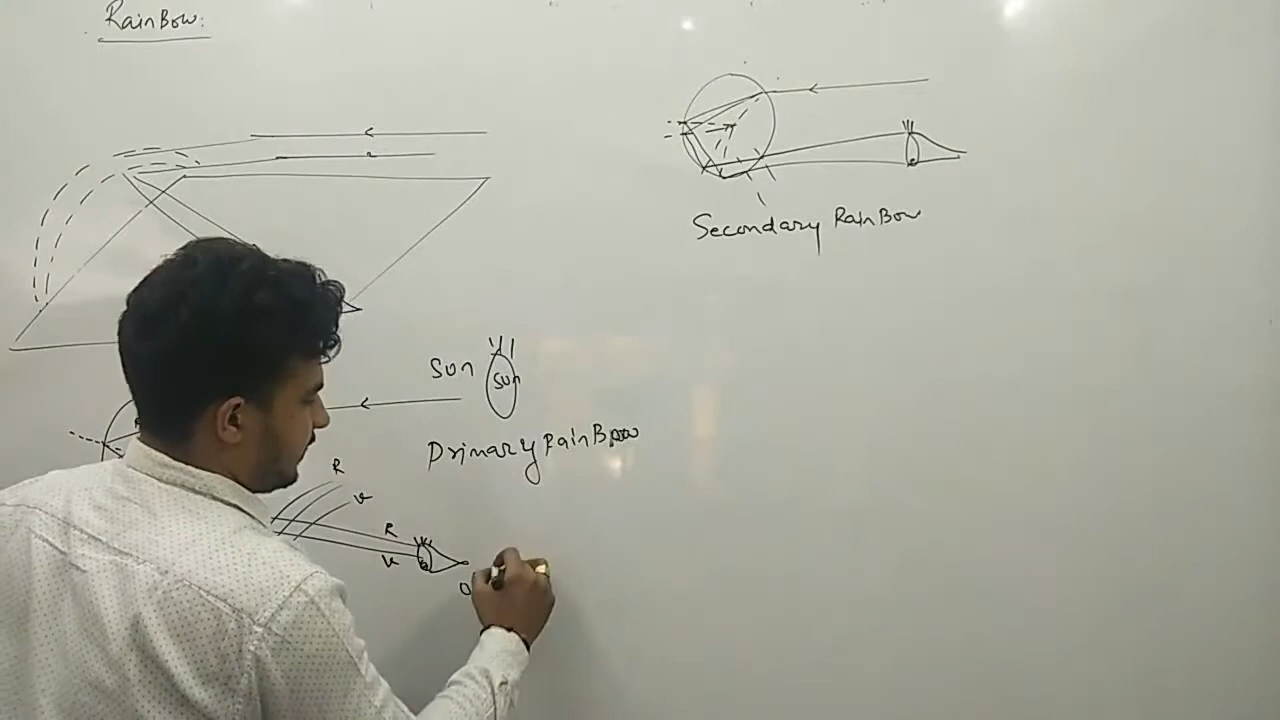 RainBow:
Secondary RainBow
Sun
Sun
Primary RainBow
R
v
R
v
O